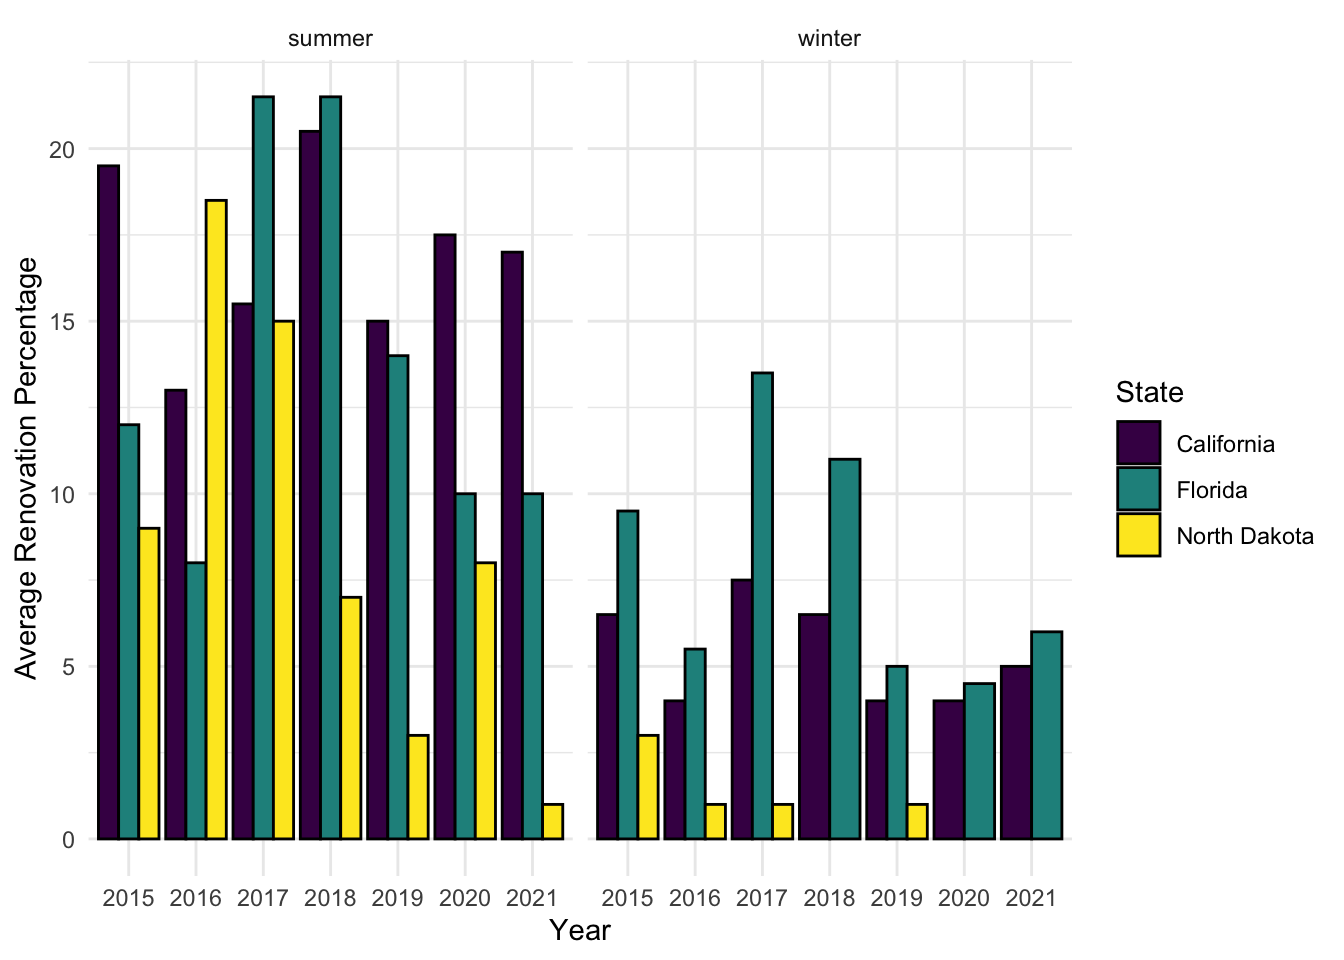 summer
winter
Average Renovation Percentage
20
15
10
5
0
2015 2016 2017 2018 2019 2020 2021
2015 2016 2017 2018 2019 2020 2021
Year
State
California
Florida
North Dakota